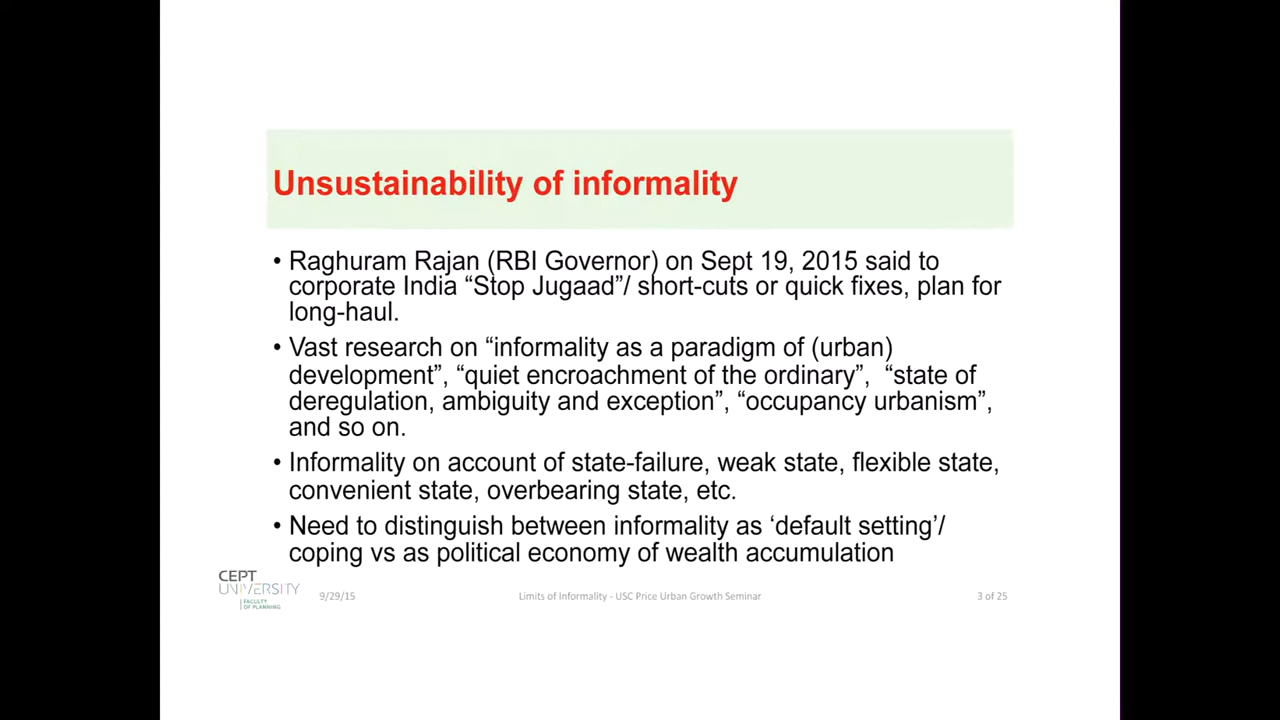 Unsustainability of informality
• Raghuram Rajan (RBI Governor) on Sept 19, 2015 said to
corporate India “Stop Jugaad”/ short-cuts or quick fixes, plan for
long-haul.
• Vast research on “informality as a paradigm of (urban)
development”, “quiet encroachment of the ordinary”,  “state of
deregulation, ambiguity and exception”, “occupancy urbanism”,
and so on.
• Informality on account of state-failure, weak state, flexible state,
convenient state, overbearing state, etc.
• Need to distinguish between informality as ‘default setting’/
coping vs as political economy of wealth accumulation
CEPT
UNIVERSITY
FACULTY
OF PLANNING
9/29/15
Limits of Informality - USC Price Urban Growth Seminar
3 of 25